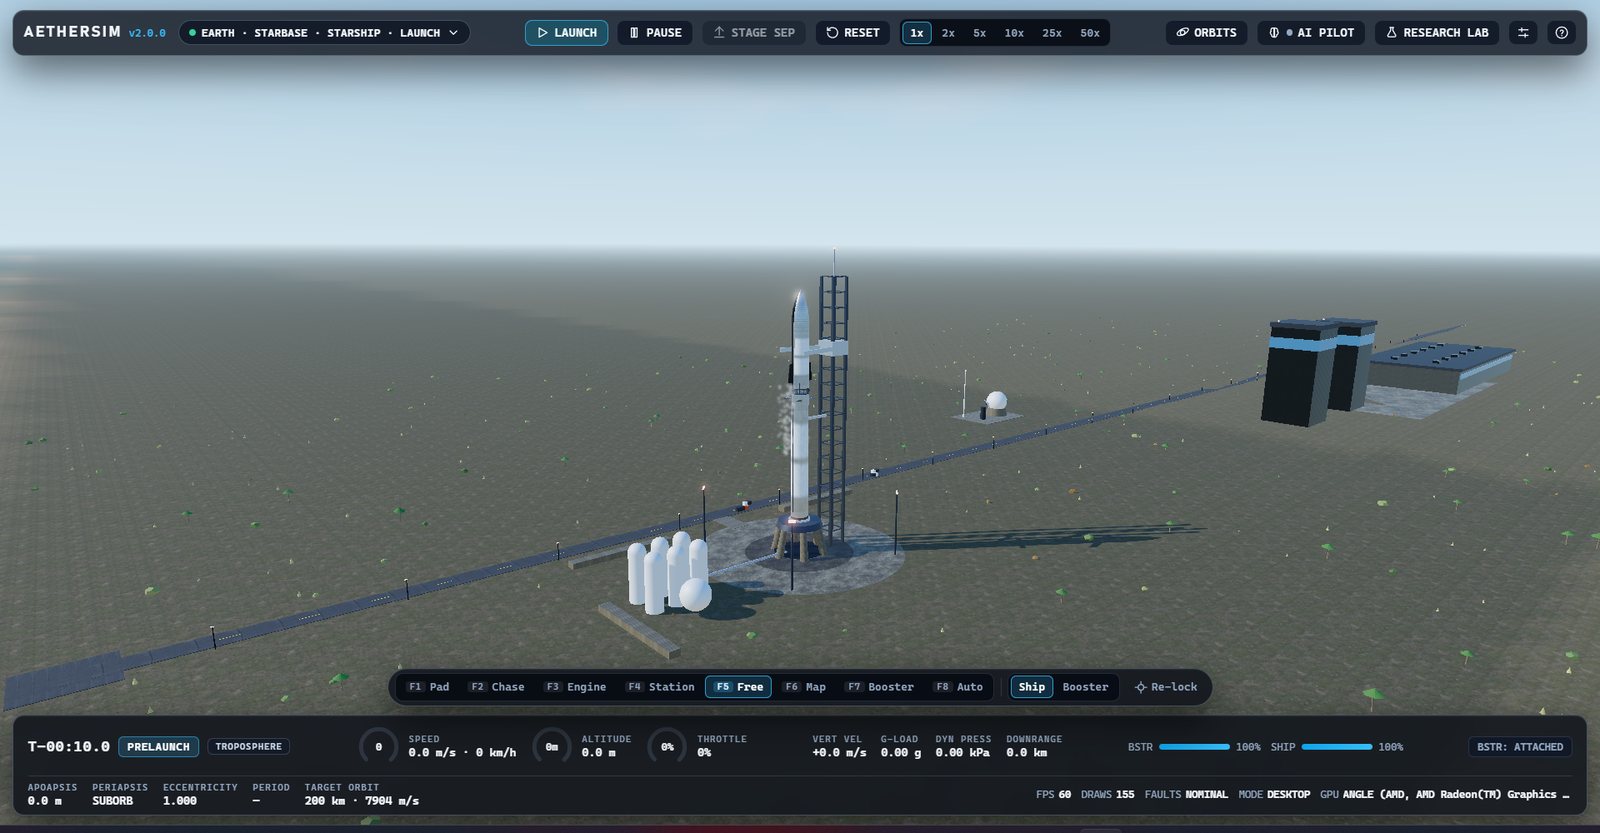 AETHERSIM v2.0.0 EARTH · STARBASE · STARSHIP · LAUNCH LAUNCH PAUSE STAGE SEP RESET 1x 2x 5x 10x 25x 50x ORBITS AI PILOT RESEARCH LAB
F1 Pad F2 Chase F3 Engine F4 Station F5 Free F6 Map F7 Booster F8 Auto Ship Booster Re-lock
T−00:10.0 PRELAUNCH TROPOSPHERE
0 SPEED
0.0 m/s · 0 km/h
0m ALTITUDE
0.0 m
0% THROTTLE
0%
VERT VEL
+0.0 m/s
G-LOAD
0.00 g
DYN PRESS
0.00 kPa
DOWNRANGE
0.0 km
BSTR 100% SHIP 100%
BSTR: ATTACHED
APOAPSIS
0.0 m
PERIAPSIS
SUBORB
ECCENTRICITY
1.000
PERIOD
—
TARGET ORBIT
200 km · 7904 m/s
FPS 60 DRAWS 155 FAULTS NOMINAL MODE DESKTOP GPU ANGLE (AMD, AMD Radeon(TM) Graphics …